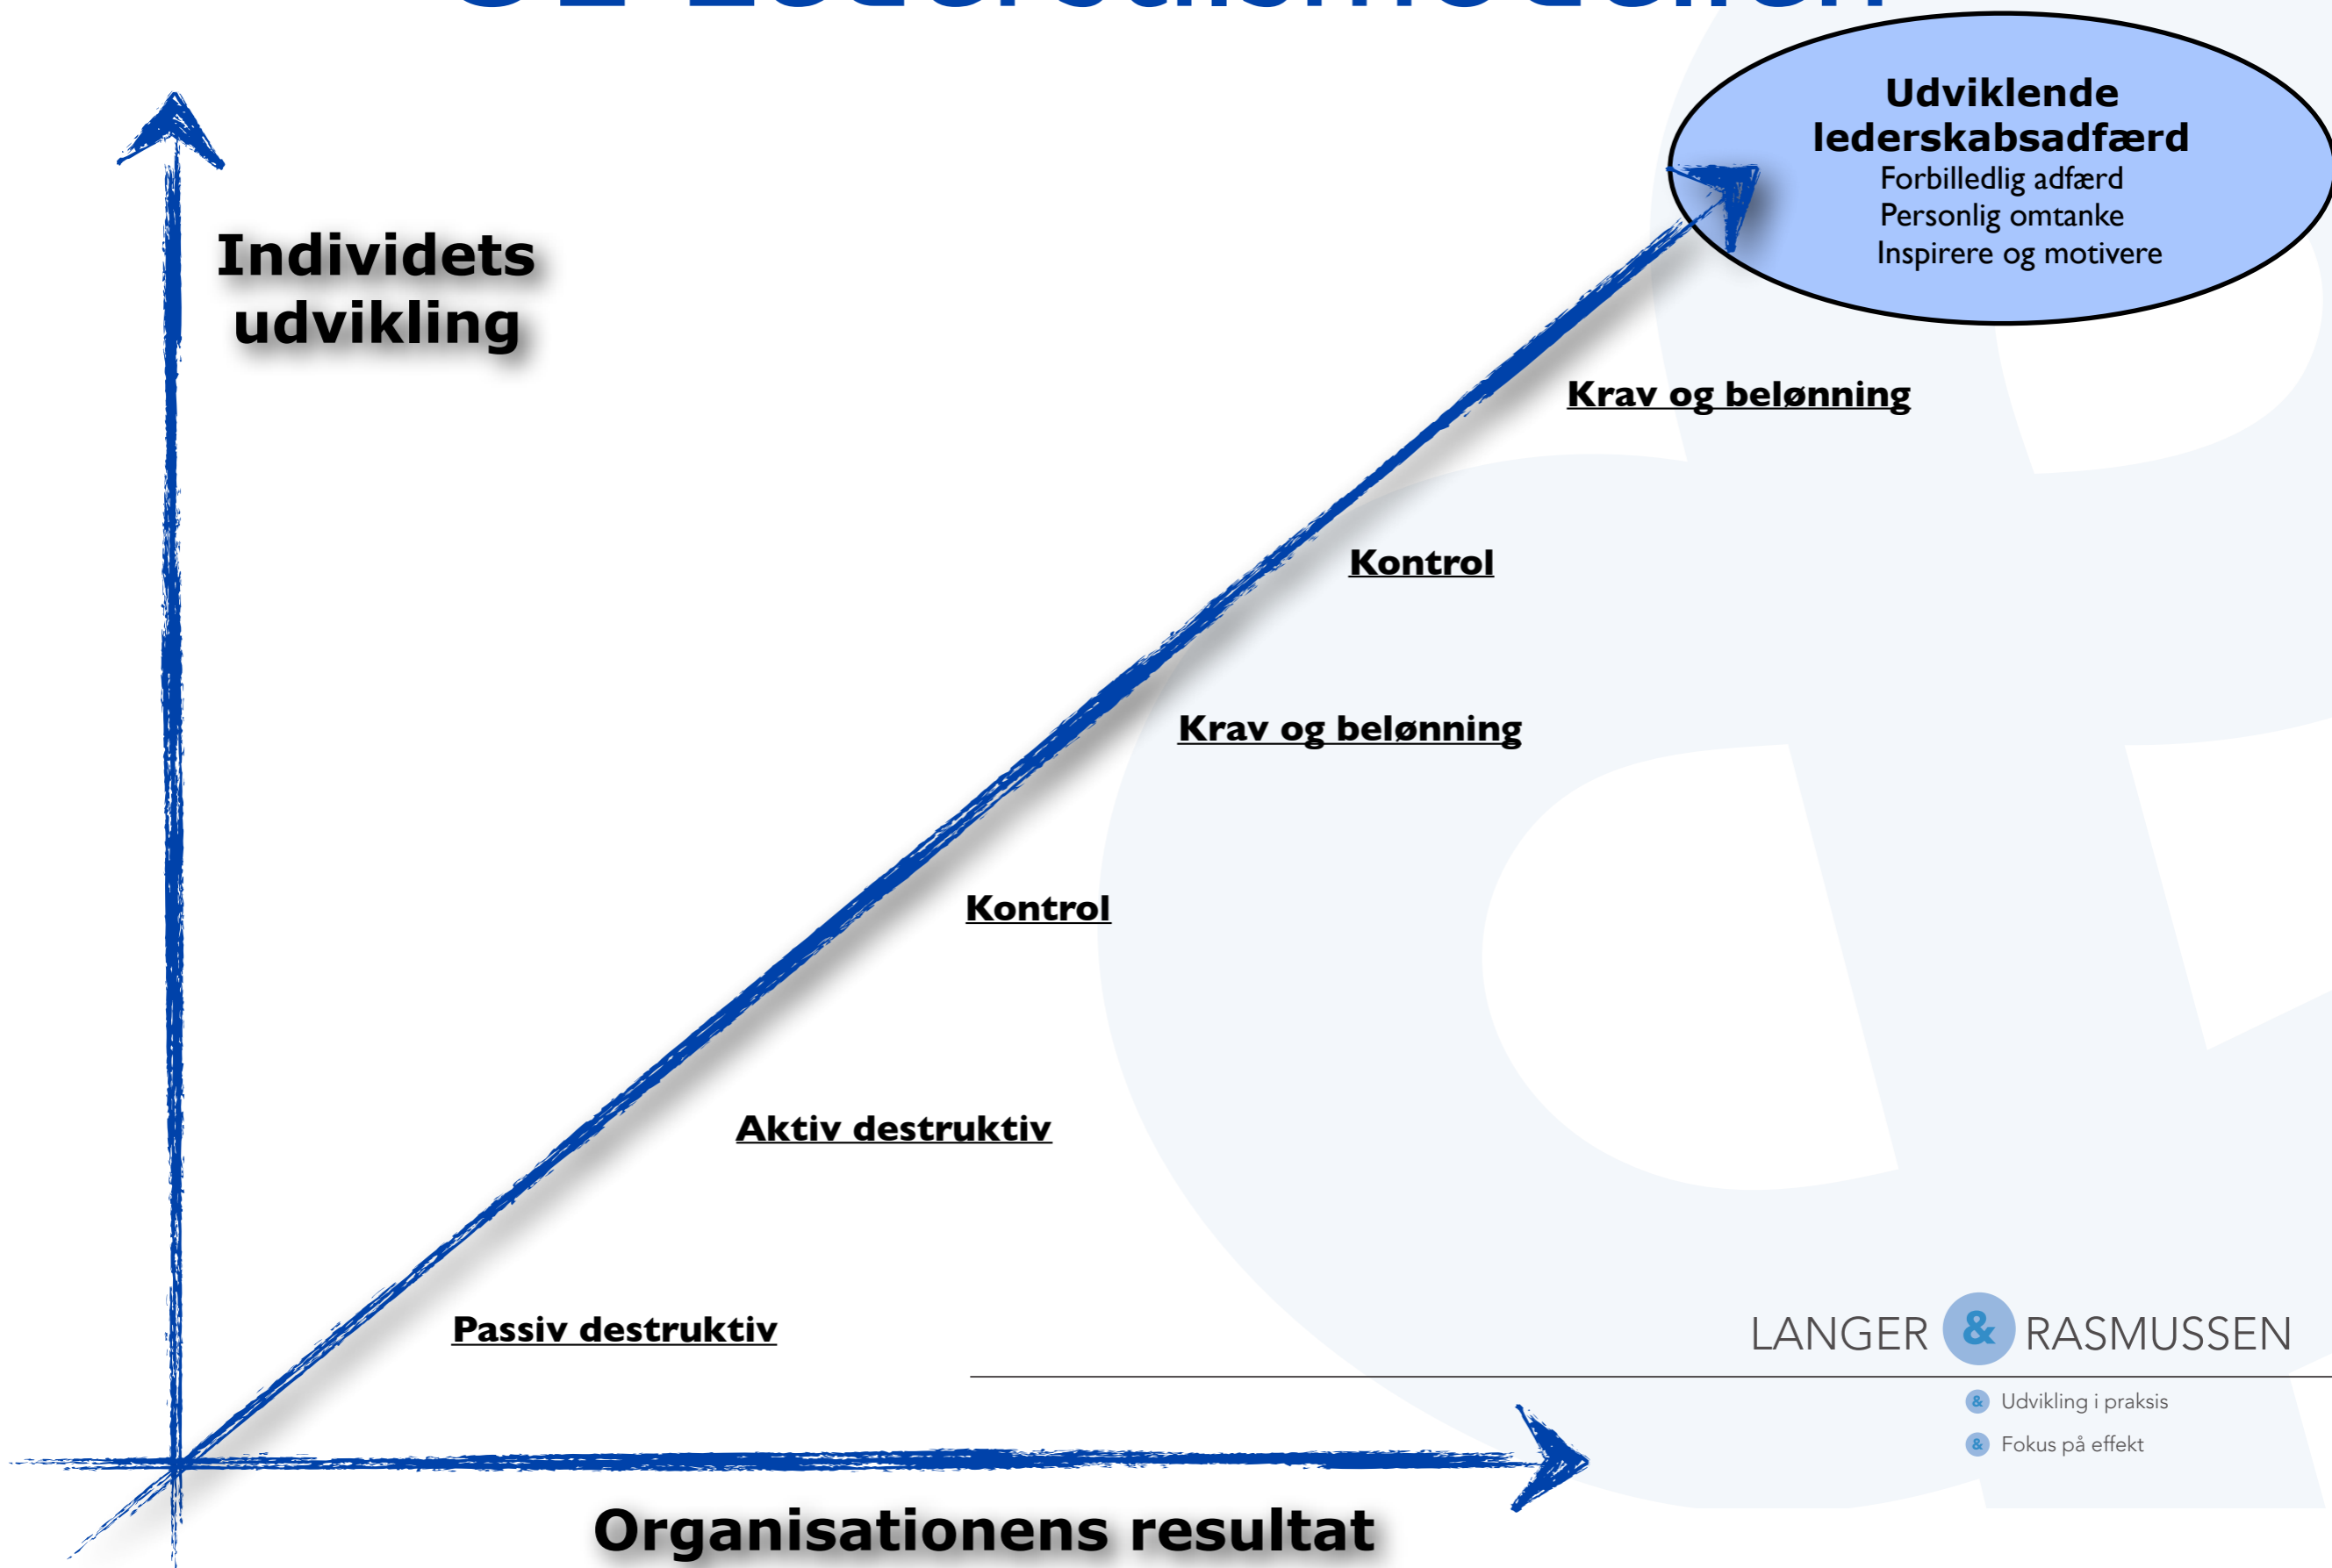 Udviklende
lederskabsadfærd
Forbilledlig adfærd
Personlig omtanke
Inspirere og motivere
Individets
udvikling
Krav og belønning
Kontrol
Krav og belønning
Kontrol
Aktiv destruktiv
Passiv destruktiv
LANGER & RASMUSSEN
& Udvikling i praksis
& Fokus på effekt
Organisationens resultat